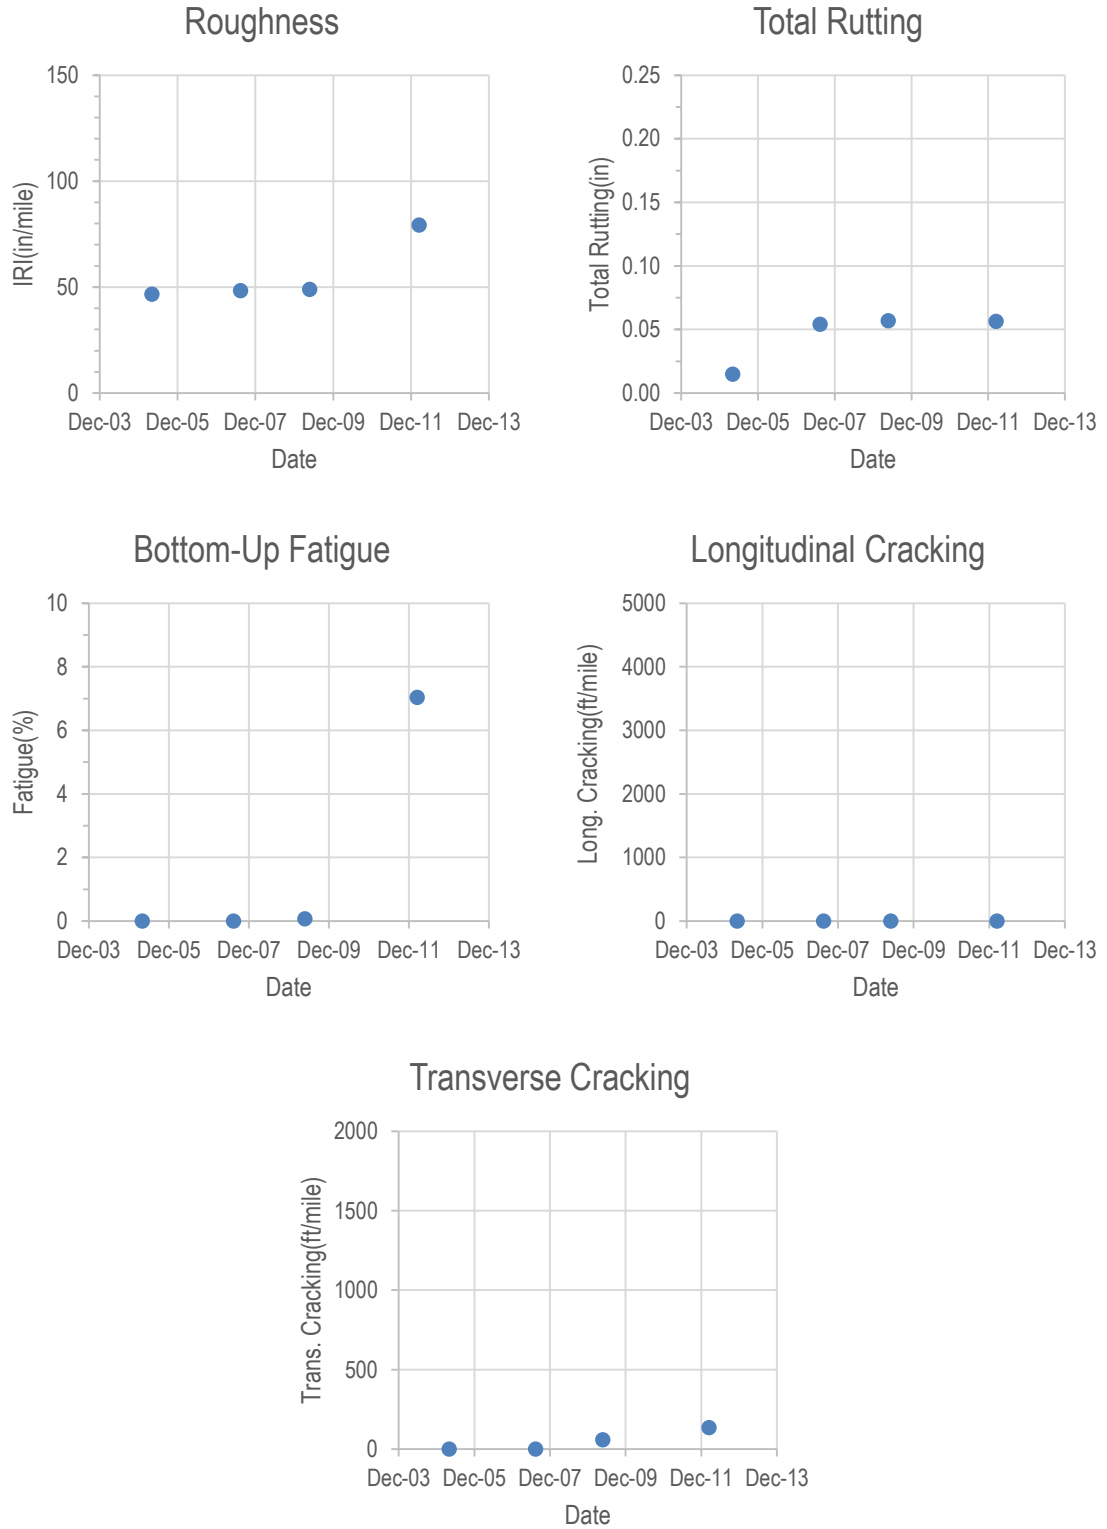 Roughness
IRI(in/mile)
150
100
50
0
Dec-03 Dec-05 Dec-07 Dec-09 Dec-11 Dec-13
Date
Total Rutting
Total Rutting(in)
0.25
0.20
0.15
0.10
0.05
0.00
Dec-03 Dec-05 Dec-07 Dec-09 Dec-11 Dec-13
Date
Bottom-Up Fatigue
Fatigue(%)
10
8
6
4
2
0
Dec-03 Dec-05 Dec-07 Dec-09 Dec-11 Dec-13
Date
Longitudinal Cracking
Long. Cracking(ft/mile)
5000
4000
3000
2000
1000
0
Dec-03 Dec-05 Dec-07 Dec-09 Dec-11 Dec-13
Date
Transverse Cracking
Trans. Cracking(ft/mile)
2000
1500
1000
500
0
Dec-03 Dec-05 Dec-07 Dec-09 Dec-11 Dec-13
Date